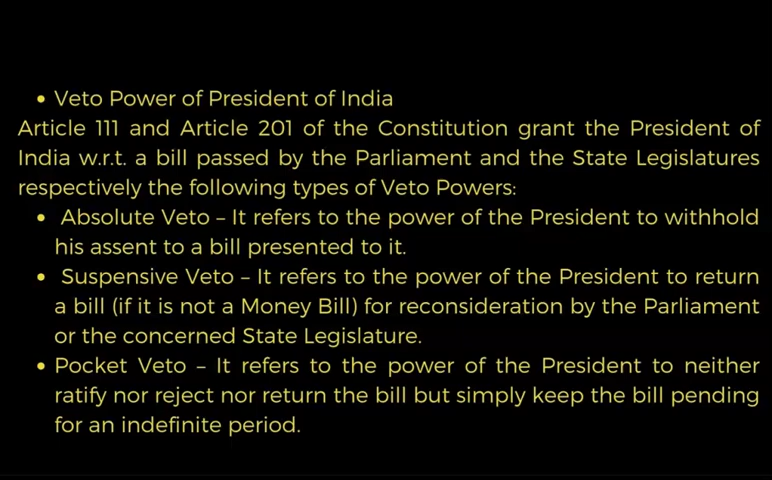 • Veto Power of President of India
Article 111 and Article 201 of the Constitution grant the President of
India w.r.t. a bill passed by the Parliament and the State Legislatures
respectively the following types of Veto Powers:
• Absolute Veto – It refers to the power of the President to withhold
his assent to a bill presented to it.
• Suspensive Veto – It refers to the power of the President to return
a bill (if it is not a Money Bill) for reconsideration by the Parliament
or the concerned State Legislature.
• Pocket Veto – It refers to the power of the President to neither
ratify nor reject nor return the bill but simply keep the bill pending
for an indefinite period.